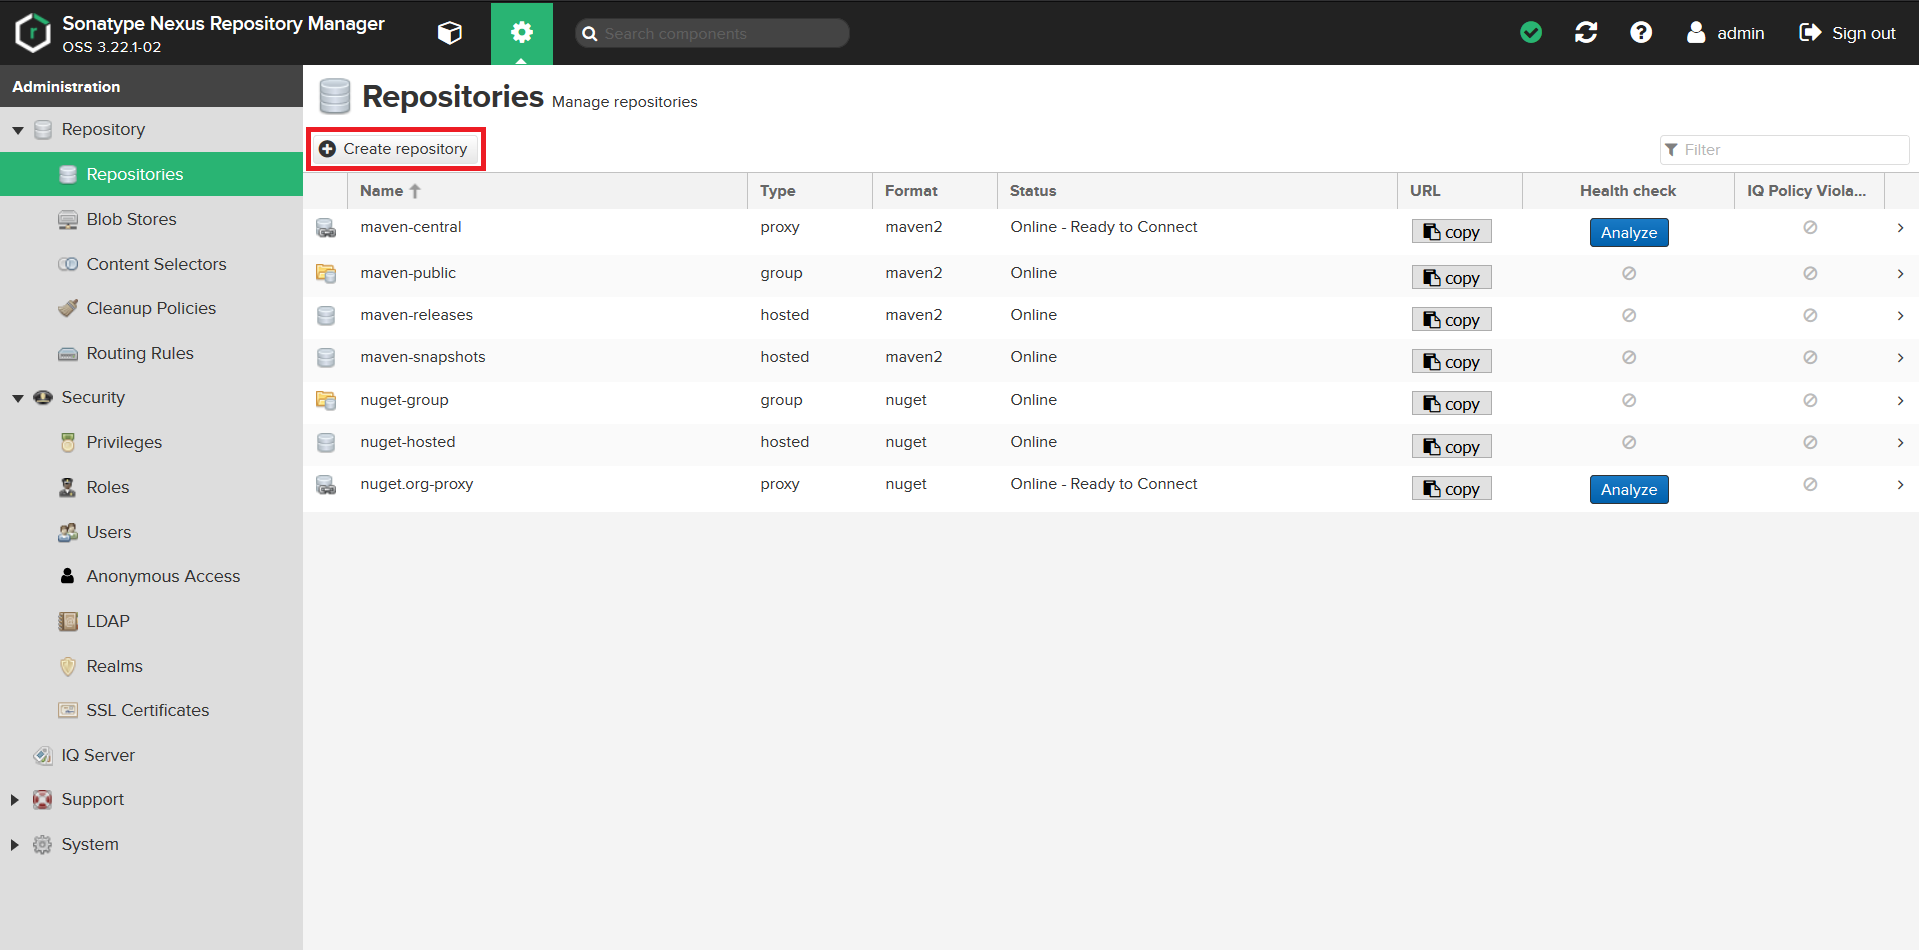 Sonatype Nexus Repository Manager
OSS 3.22.1-02
Search components
admin
Sign out
Administration
Repository
Repositories
Blob Stores
Content Selectors
Cleanup Policies
Routing Rules
Security
Privileges
Roles
Users
Anonymous Access
LDAP
Realms
SSL Certificates
IQ Server
Support
System
Repositories Manage repositories
Create repository
Filter
Name Type Format Status URL Health check IQ Policy Viola...
maven-central proxy maven2 Online - Ready to Connect copy Analyze
maven-public group maven2 Online copy
maven-releases hosted maven2 Online copy
maven-snapshots hosted maven2 Online copy
nuget-group group nuget Online copy
nuget-hosted hosted nuget Online copy
nuget.org-proxy proxy nuget Online - Ready to Connect copy Analyze